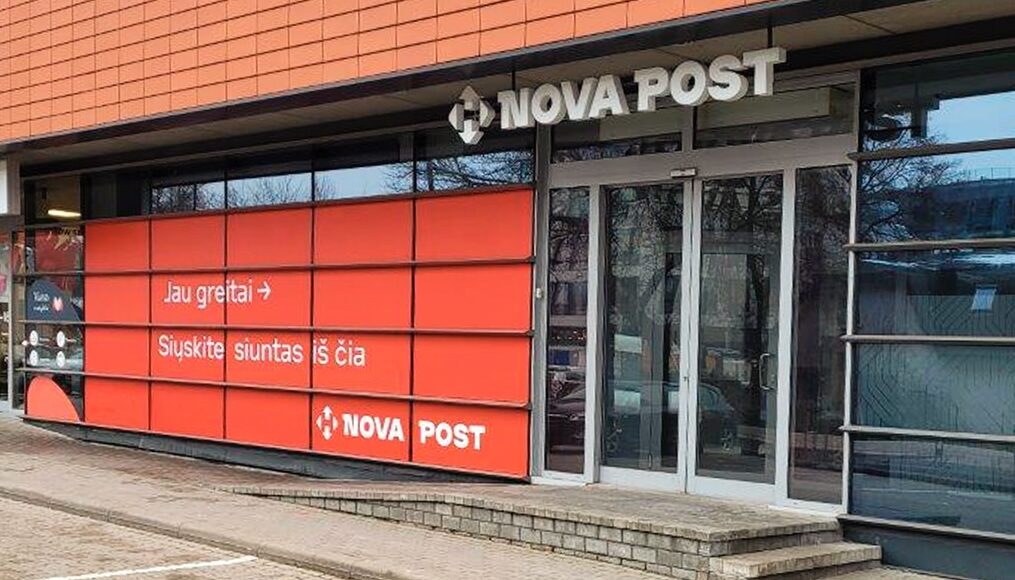 NOVA POST
Jau greitai →
Siųskite siuntas iš čia
NOVA POST